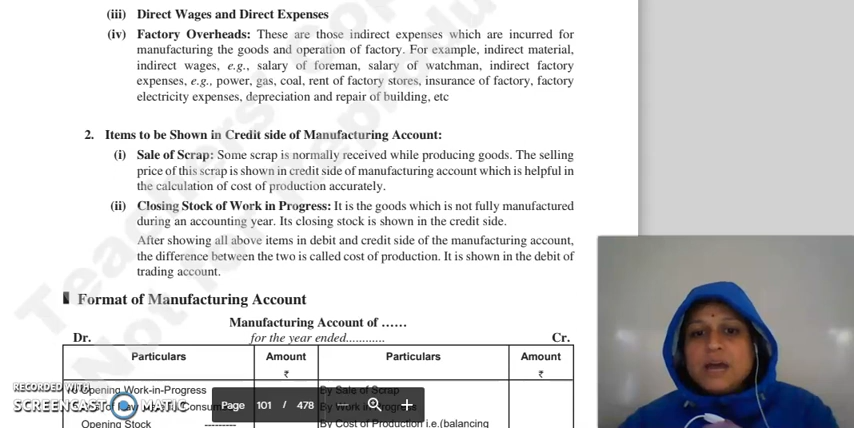 (iii) Direct Wages and Direct Expenses
(iv) Factory Overheads: These are those indirect expenses which are incurred for
manufacturing the goods and operation of factory. For example, indirect material,
indirect wages, e.g., salary of foreman, salary of watchman, indirect factory
expenses, e.g., power, gas, coal, rent of factory stores, insurance of factory, factory
electricity expenses, depreciation and repair of building, etc
2. Items to be Shown in Credit side of Manufacturing Account:
(i) Sale of Scrap: Some scrap is normally received while producing goods. The selling
price of this scrap is shown in credit side of manufacturing account which is helpful in
the calculation of cost of production accurately.
(ii) Closing Stock of Work in Progress: It is the goods which is not fully manufactured
during an accounting year. Its closing stock is shown in the credit side.
After showing all above items in debit and credit side of the manufacturing account,
the difference between the two is called cost of production. It is shown in the debit of
trading account.
Format of Manufacturing Account
Manufacturing Account of ......
Dr. for the year ended............ Cr.
Particulars Amount Particulars Amount
₹ ₹
Opening Work-in-Progress By Sale of Scrap
By Work in Progress
Opening Stock --------- By Cost of Production i.e.(balancing
RECORDED WITH
SCREENCAST MATIC
Page 101 / 478